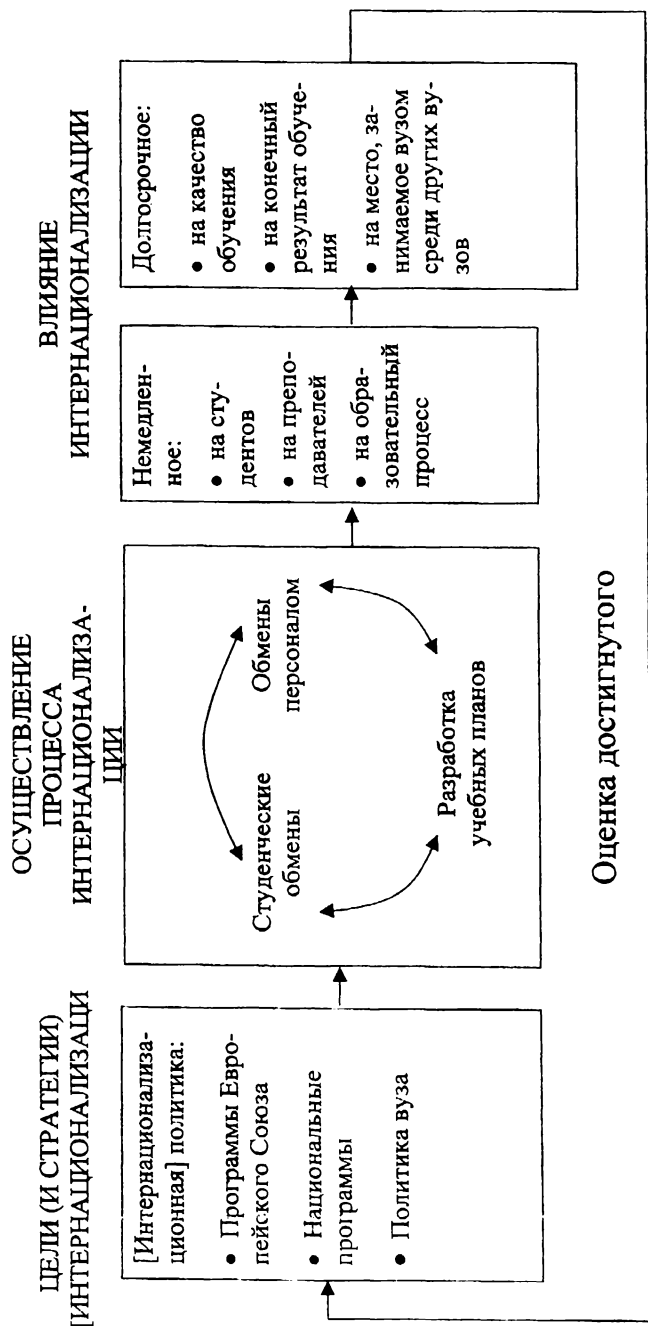 ЦЕЛИ (И СТРАТЕГИИ)
[ИНТЕРНАЦИОНАЛИЗАЦИ
[Интернационализа-
ционная] политика:
• Программы Евро-
пейского Союза
• Национальные
программы
• Политика вуза
ОСУЩЕСТВЛЕНИЕ
ПРОЦЕССА
ИНТЕРНАЦИОНАЛИЗА-
ЦИИ
Студенческие
обмены
Обмены
персоналом
Разработка
учебных планов
ВЛИЯНИЕ
ИНТЕРНАЦИОНАЛИЗАЦИИ
Немедлен-
ное:
• на сту-
дентов
• на препо-
давателей
• на обра-
зовательный
процесс
Долгосрочное:
• на качество
обучения
• на конечный
результат обуче-
ния
• на место, за-
нимаемое вузом
среди других ву-
зов
Оценка достигнутого